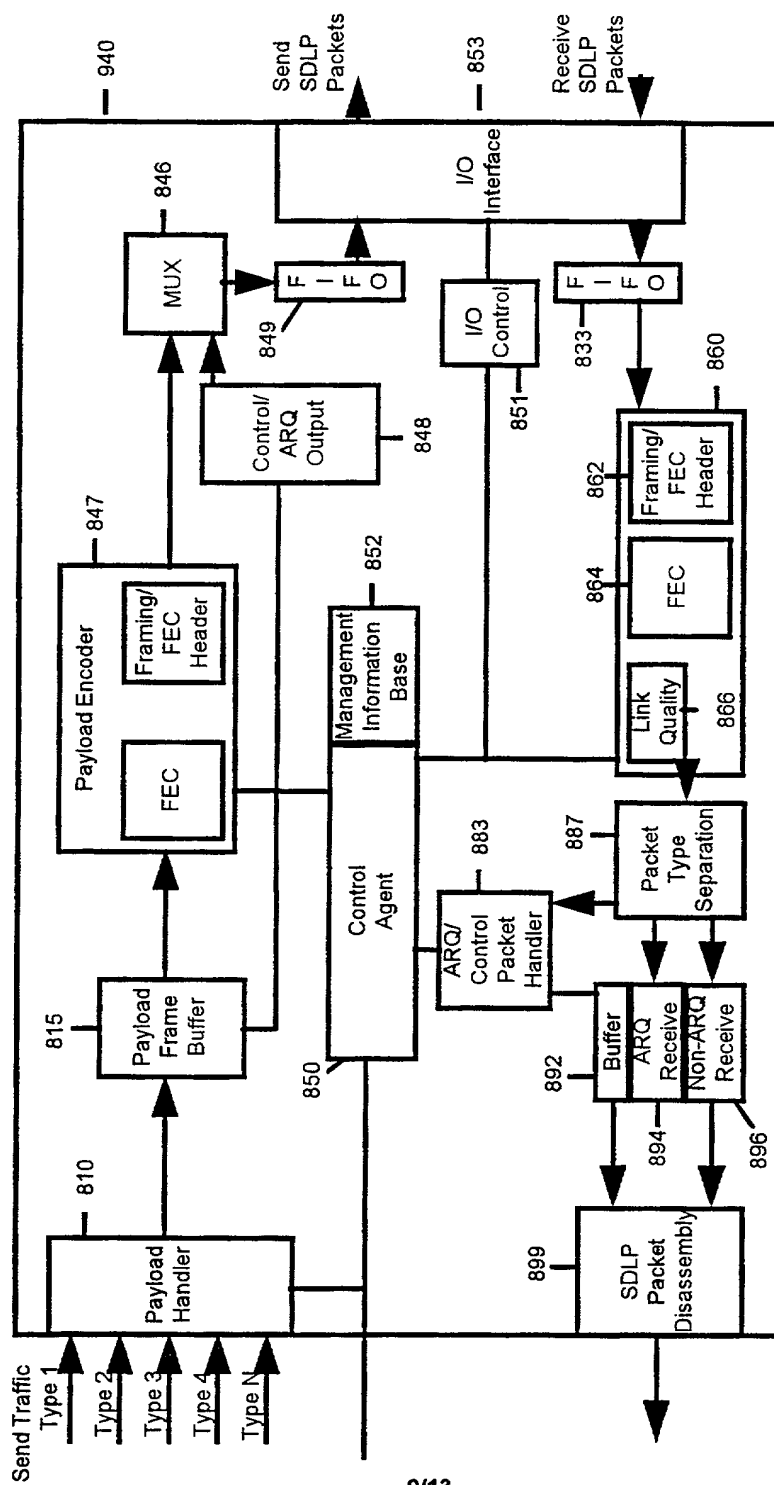 Send Traffic
Type 1
Type 2
Type 3
Type 4
Type N
810
Payload
Handler
815
Payload
Frame
Buffer
847
Payload Encoder
FEC
Framing/
FEC
Header
846
MUX
940
Control/
ARQ
Output
848
849
F I F O
Send
SDLP
Packets
I/O
Interface
853
I/O
Control
851
Receive
SDLP
Packets
F I F O
833
850
Control
Agent
Management
Information
Base
852
860
862
Framing/
FEC
Header
864
FEC
Link
Quality
866
887
Packet
Type
Separation
883
ARQ/
Control
Packet
Handler
892
Buffer
ARQ
Receive
894
Non-ARQ
Receive
896
899
SDLP
Packet
Disassembly
9/13